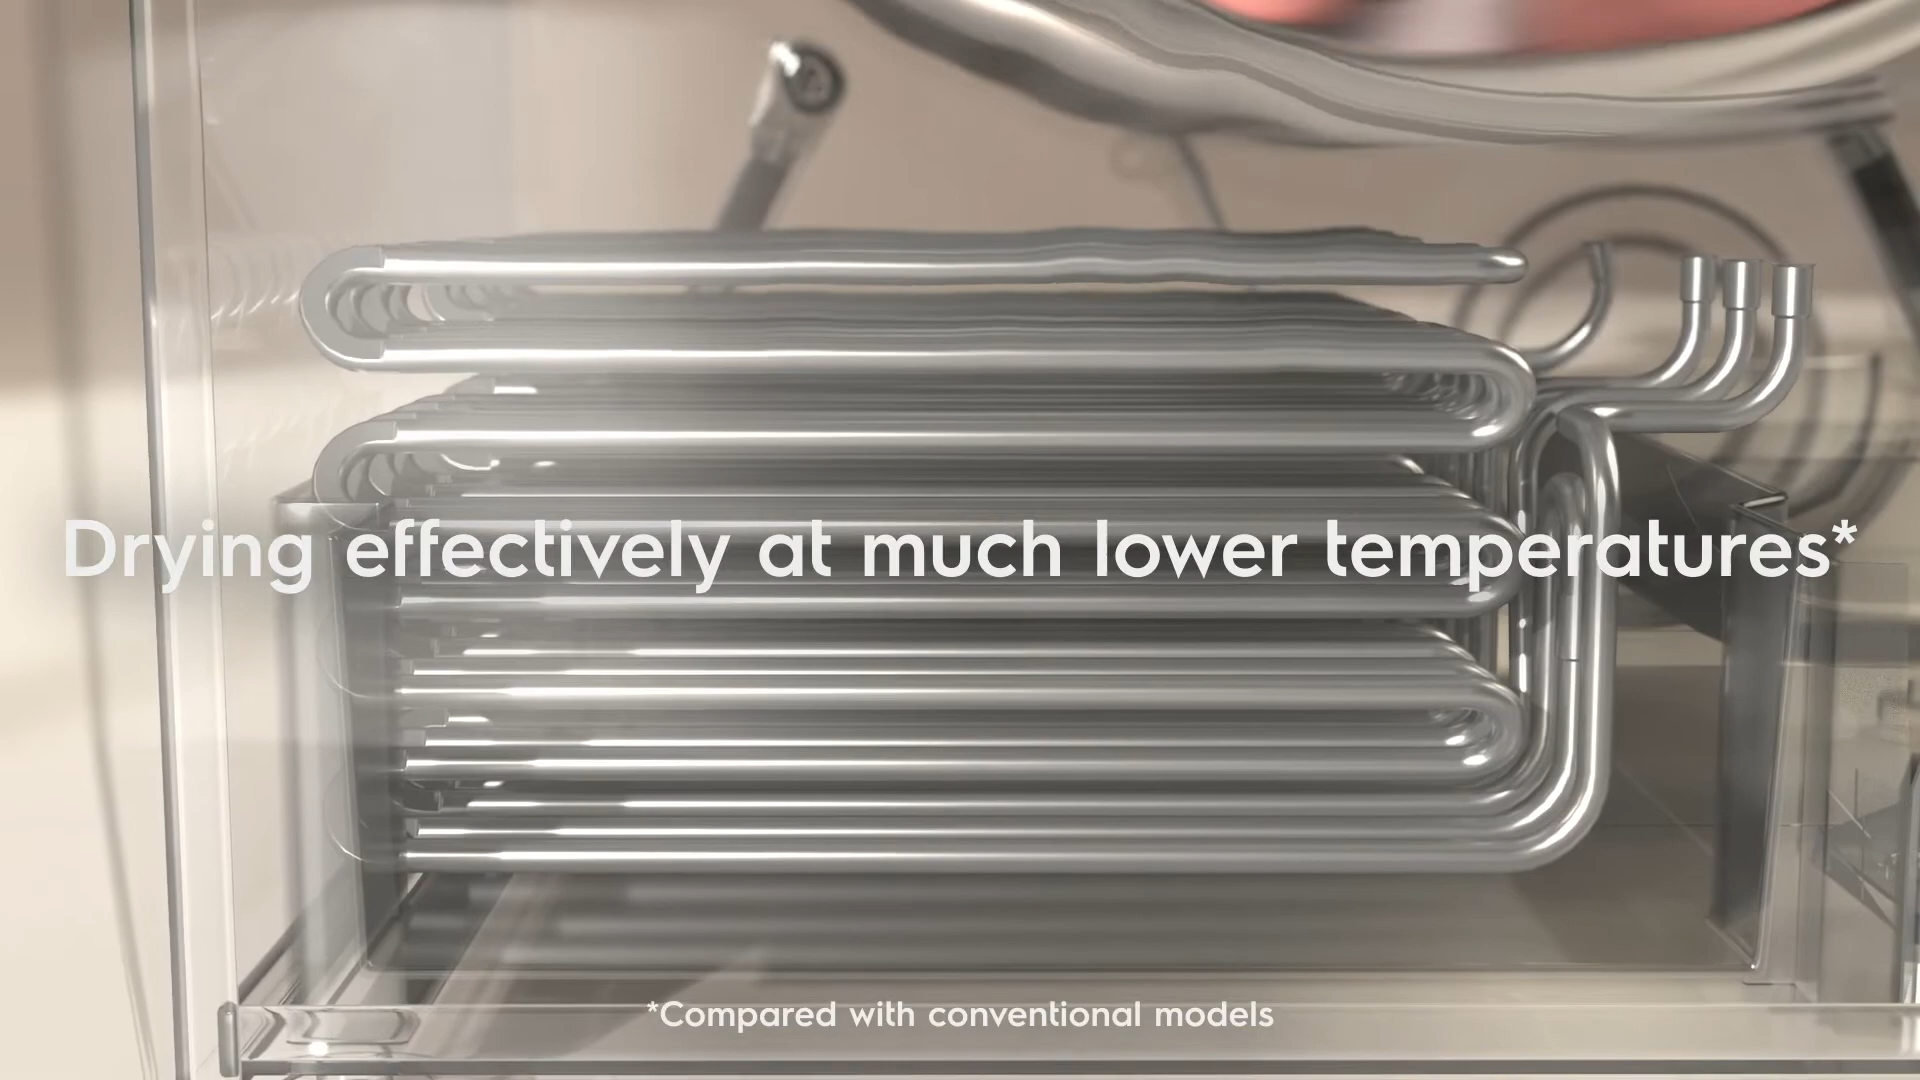 Drying effectively at much lower temperatures*
*Compared with conventional models